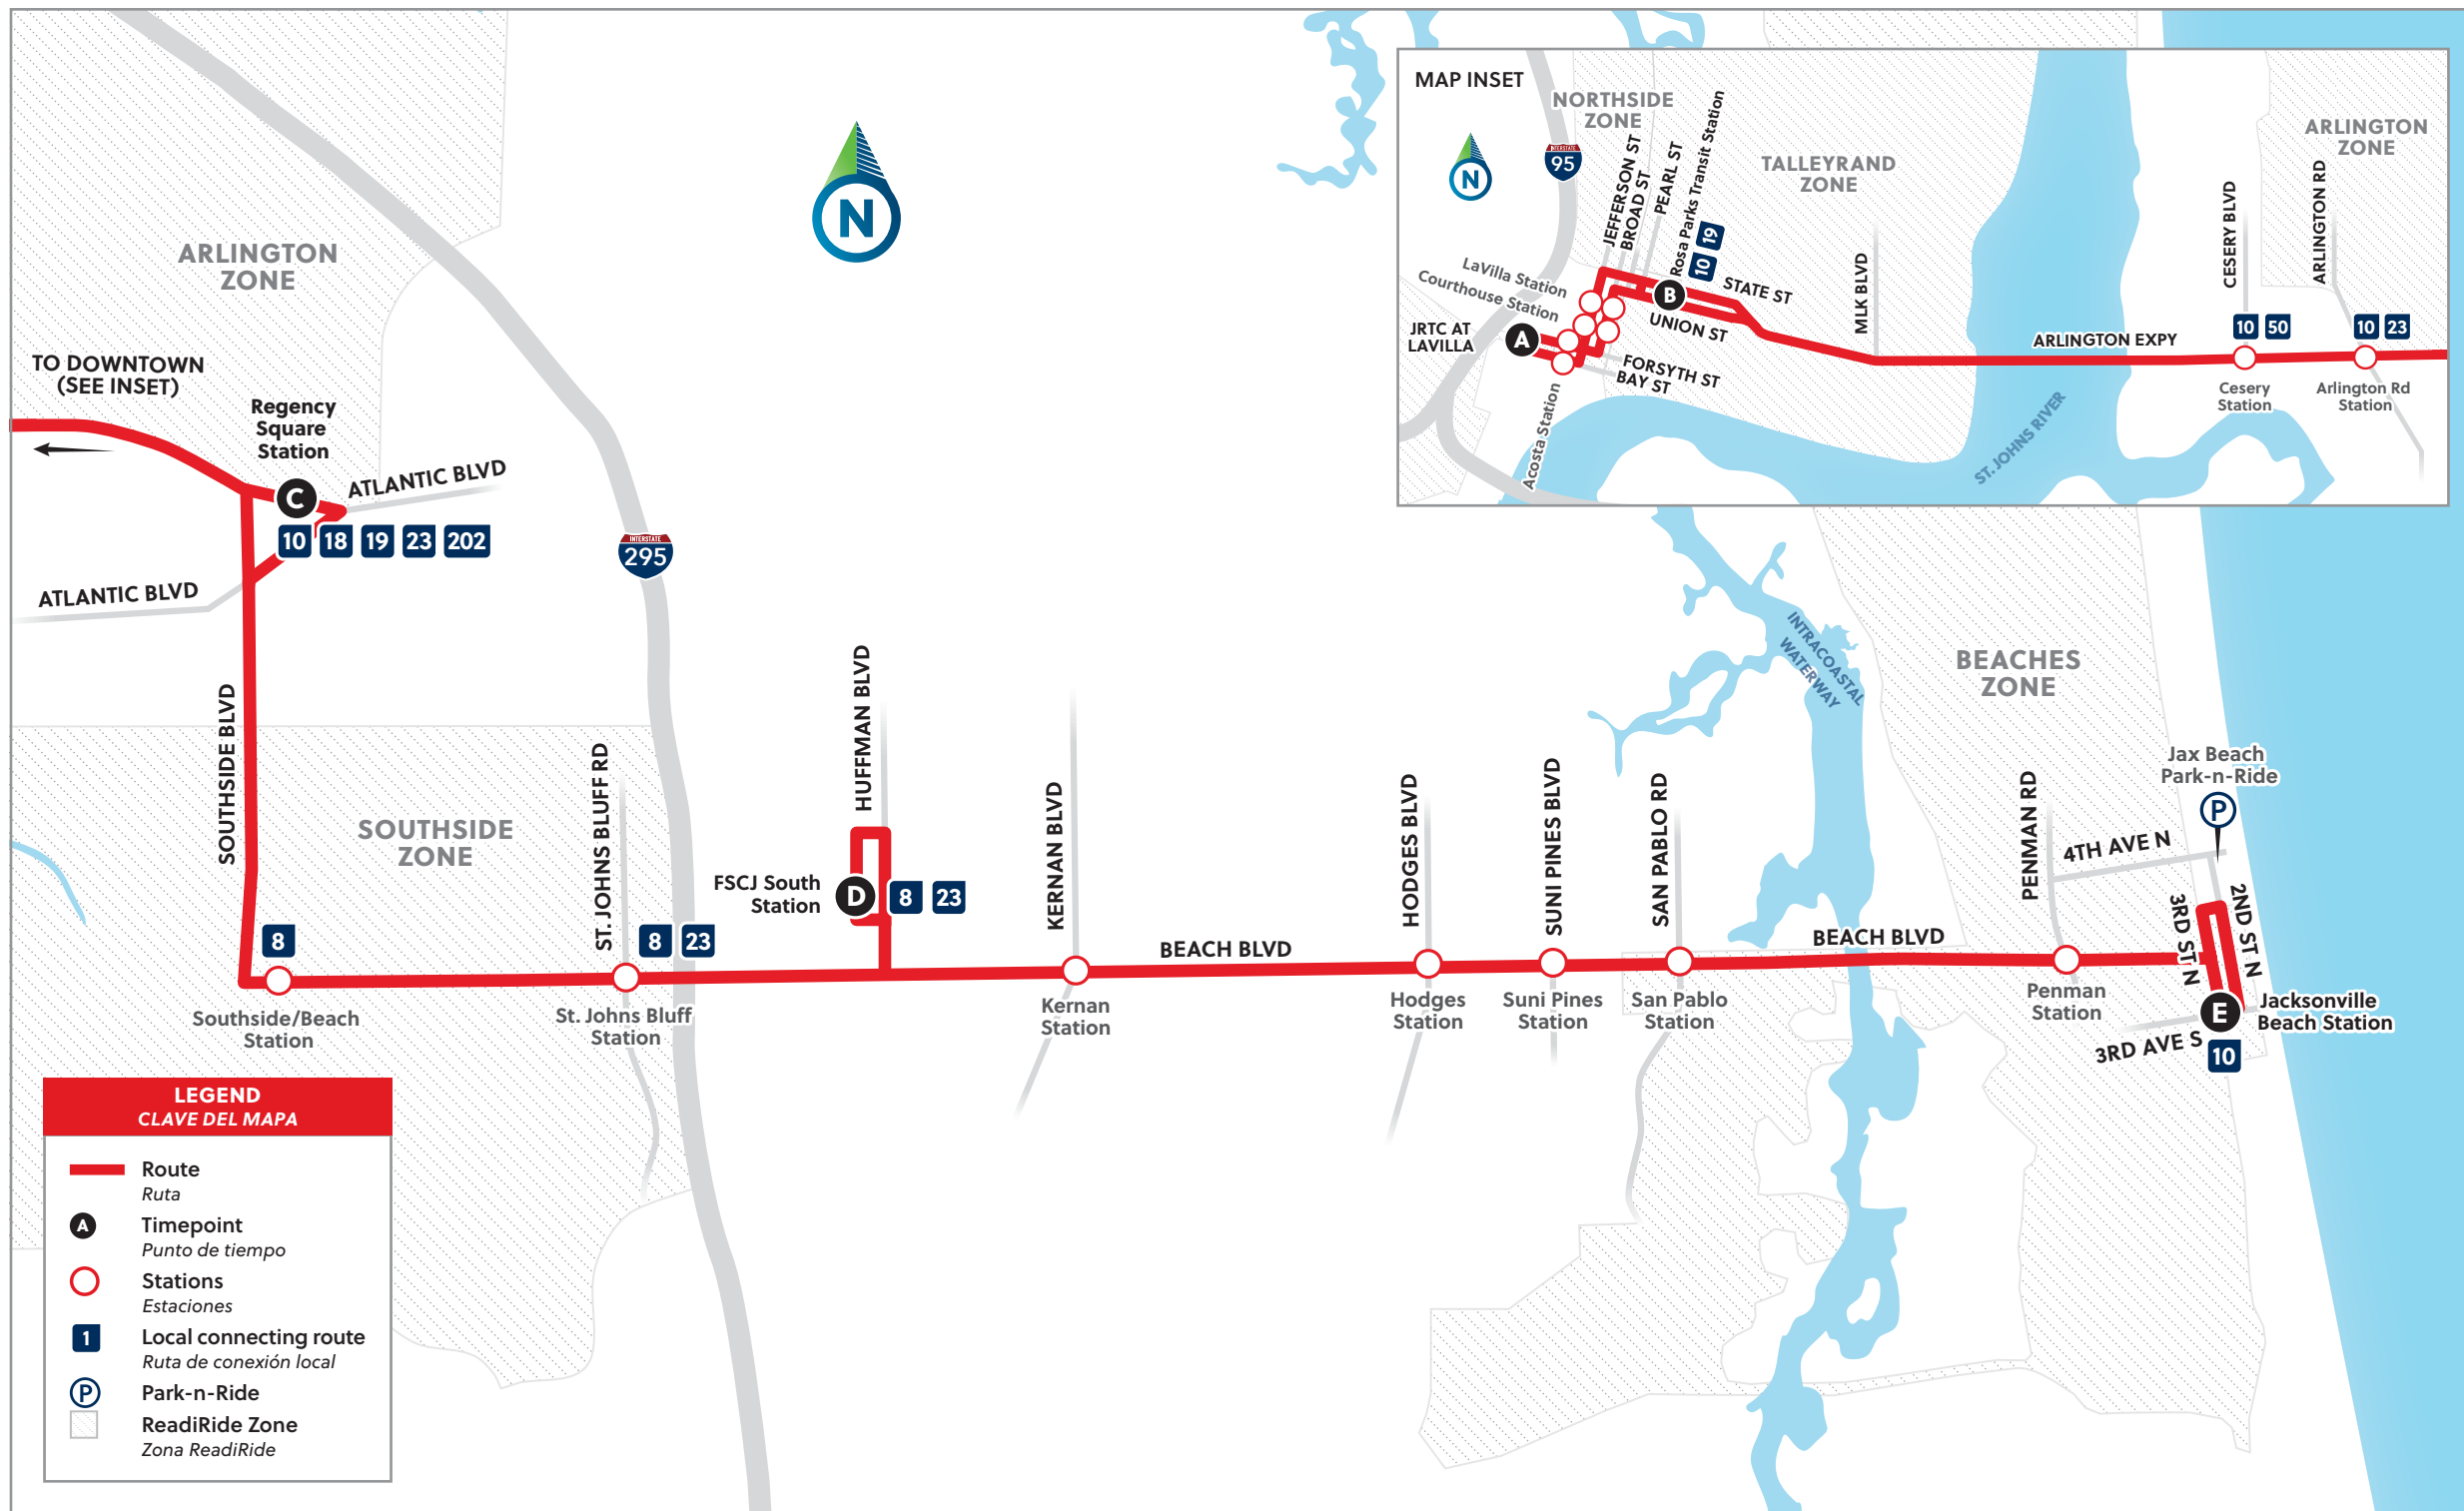 MAP INSET
N
INTERSTATE
95
NORTHSIDE
ZONE
JEFFERSON ST
BROAD ST
PEARL ST
Rosa Parks Transit Station
10 19
TALLEYRAND
ZONE
ARLINGTON
ZONE
CESERY BLVD
ARLINGTON RD
MLK BLVD
LaVilla Station
Courthouse Station
JRTC AT
LAVILLA
A
B
STATE ST
UNION ST
FORSYTH ST
BAY ST
Acosta Station
ARLINGTON EXPY
10 50
10 23
Cesery
Station
Arlington Rd
Station
ST. JOHNS RIVER
N
ARLINGTON
ZONE
TO DOWNTOWN
(SEE INSET)
Regency
Square
Station
C
ATLANTIC BLVD
10 18 19 23 202
ATLANTIC BLVD
INTERSTATE
295
SOUTHSIDE BLVD
SOUTHSIDE
ZONE
ST. JOHNS BLUFF RD
HUFFMAN BLVD
FSCJ South
Station
D
8 23
KERNAN BLVD
HODGES BLVD
SUNI PINES BLVD
SAN PABLO RD
INTRACOASTAL
WATERWAY
BEACHES
ZONE
PENMAN RD
Jax Beach
Park-n-Ride
P
4TH AVE N
3RD ST N
2ND ST N
8
8 23
BEACH BLVD
BEACH BLVD
Southside/Beach
Station
St. Johns Bluff
Station
Kernan
Station
Hodges
Station
Suni Pines
Station
San Pablo
Station
Penman
Station
E
Jacksonville
Beach Station
3RD AVE S
10
LEGEND
CLAVE DEL MAPA
Route
Ruta
A
Timepoint
Punto de tiempo
Stations
Estaciones
1
Local connecting route
Ruta de conexión local
P
Park-n-Ride
ReadiRide Zone
Zona ReadiRide